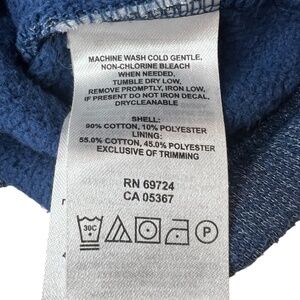 MACHINE WASH COLD GENTLE,
NON-CHLORINE BLEACH
WHEN NEEDED,
TUMBLE DRY LOW,
REMOVE PROMPTLY, IRON LOW,
IF PRESENT DO NOT IRON DECAL,
DRYCLEANABLE
SHELL:
90% COTTON, 10% POLYESTER
LINING:
55.0% COTTON, 45.0% POLYESTER
EXCLUSIVE OF TRIMMING
RN 69724
CA 05367
30C
P